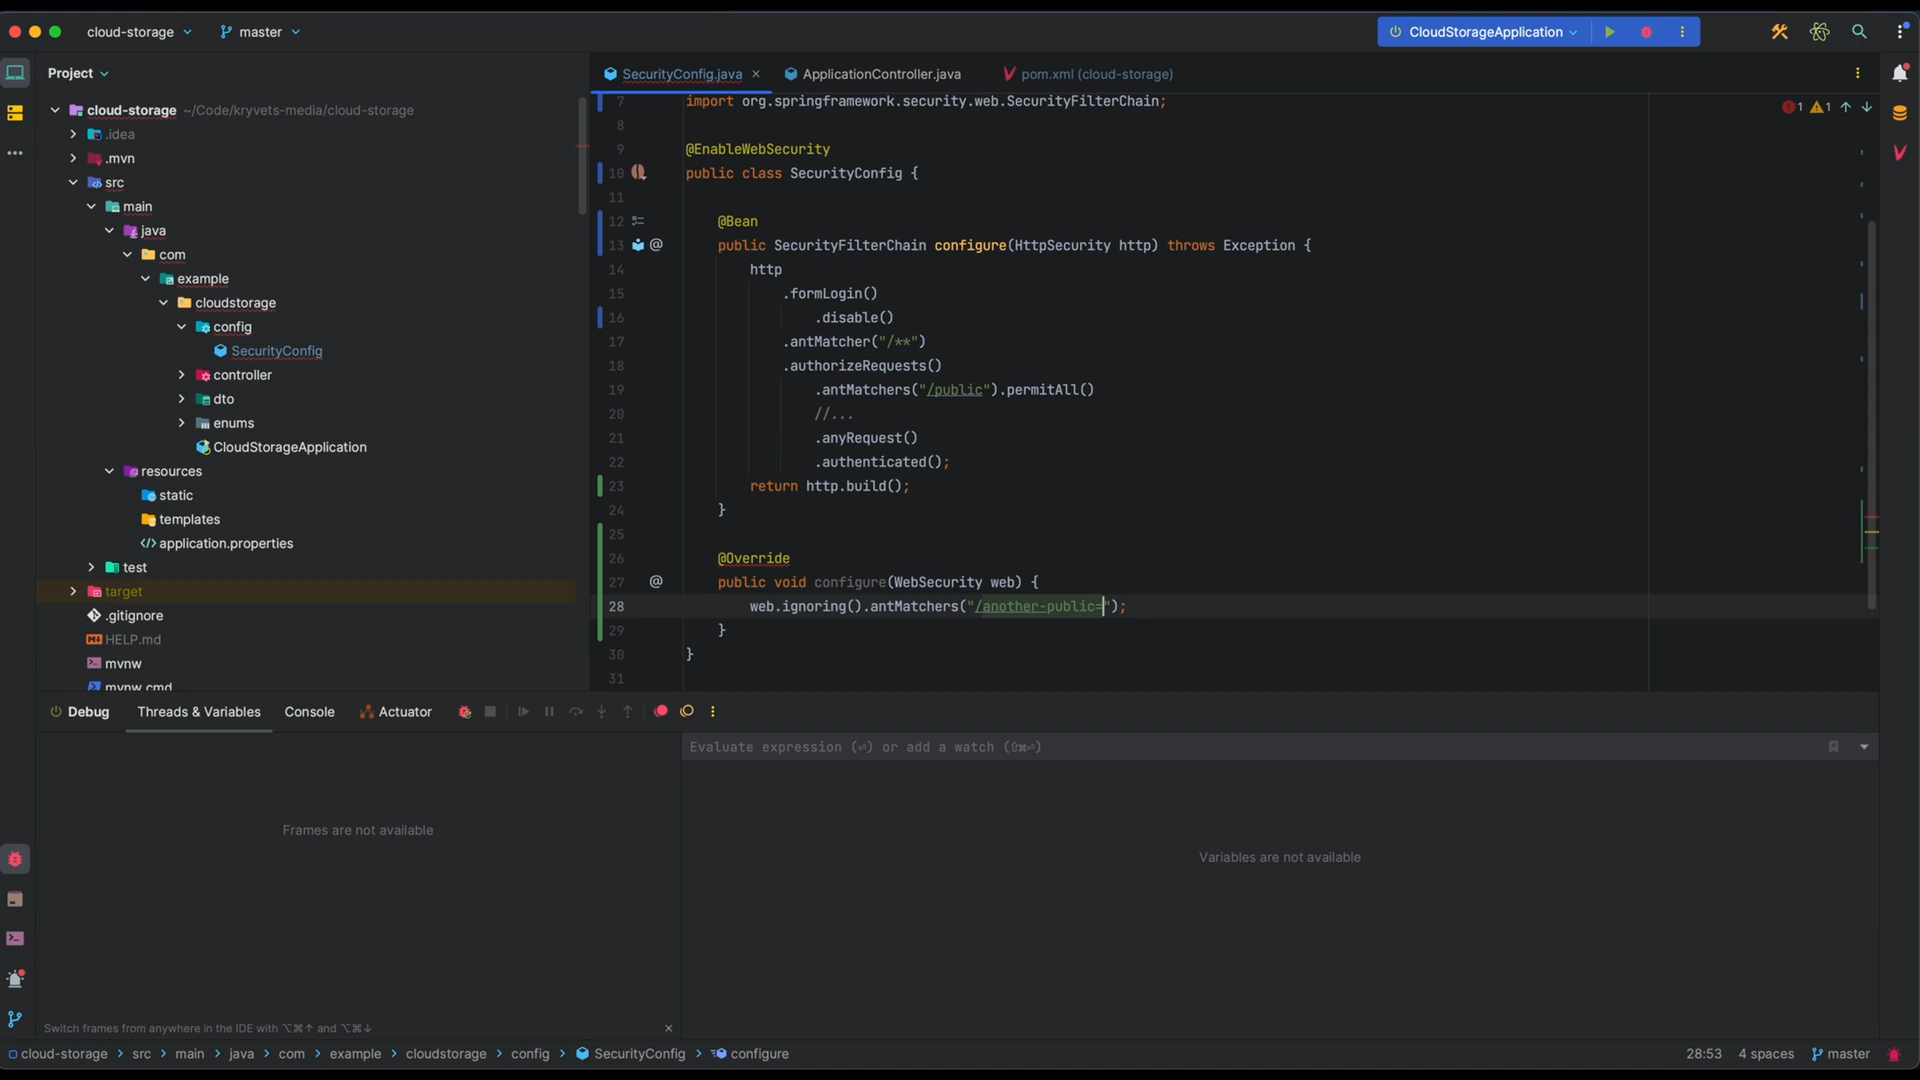 cloud-storage
master
CloudStorageApplication
Project
SecurityConfig.java
ApplicationController.java
pom.xml (cloud-storage)
cloud-storage ~/Code/kryvets-media/cloud-storage
.idea
.mvn
src
main
java
com
example
cloudstorage
config
SecurityConfig
controller
dto
enums
CloudStorageApplication
resources
static
templates
application.properties
test
target
.gitignore
HELP.md
mvnw
mvnw.cmd
1 1
7 import org.springframework.security.web.SecurityFilterChain;
8
9 @EnableWebSecurity
10 public class SecurityConfig {
11
12 @Bean
13 public SecurityFilterChain configure(HttpSecurity http) throws Exception {
14 http
15 .formLogin()
16 .disable()
17 .antMatcher("/**")
18 .authorizeRequests()
19 .antMatchers("/public").permitAll()
20 //...
21 .anyRequest()
22 .authenticated();
23 return http.build();
24 }
25
26 @Override
27 public void configure(WebSecurity web) {
28 web.ignoring().antMatchers("/another-public=");
29 }
30 }
31
Debug
Threads & Variables
Console
Actuator
Evaluate expression (⏎) or add a watch (⇧⌘⏎)
Frames are not available
Variables are not available
Switch frames from anywhere in the IDE with ⌥⌘↑ and ⌥⌘↓
cloud-storage > src > main > java > com > example > cloudstorage > config > SecurityConfig > configure
28:53
4 spaces
master